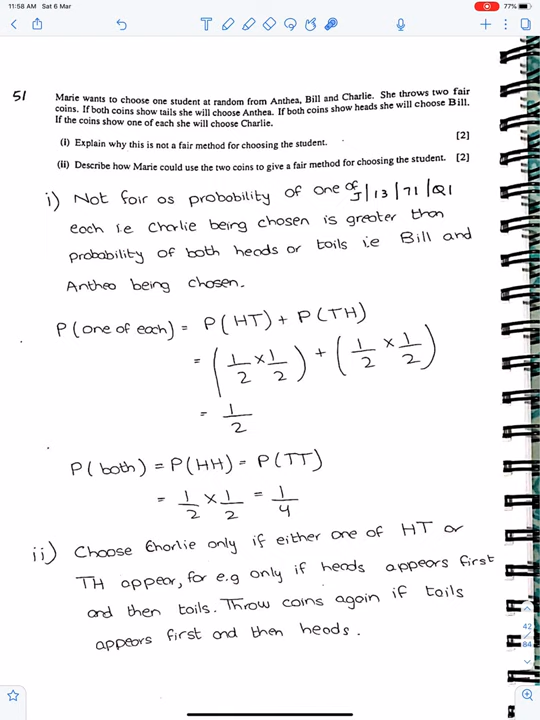 11:58 AM Sat 6 Mar
77%
51
Marie wants to choose one student at random from Anthea, Bill and Charlie. She throws two fair
coins. If both coins show tails she will choose Anthea. If both coins show heads she will choose Bill.
If the coins show one of each she will choose Charlie.
(i) Explain why this is not a fair method for choosing the student. [2]
(ii) Describe how Marie could use the two coins to give a fair method for choosing the student. [2]
J/13/71/Q1
i) Not fair as probability of one of
each i.e Charlie being chosen is greater than
probability of both heads or tails i.e Bill and
Anthea being chosen.
P(one of each) = P(HT) + P(TH)
= (1/2 × 1/2) + (1/2 × 1/2)
= 1/2
P(both) = P(HH) = P(TT)
= 1/2 × 1/2 = 1/4
ii) Choose Charlie only if either one of HT or
TH appear, for e.g only if heads appears first
and then tails. Throw coins again if tails
appears first and then heads.
42
84